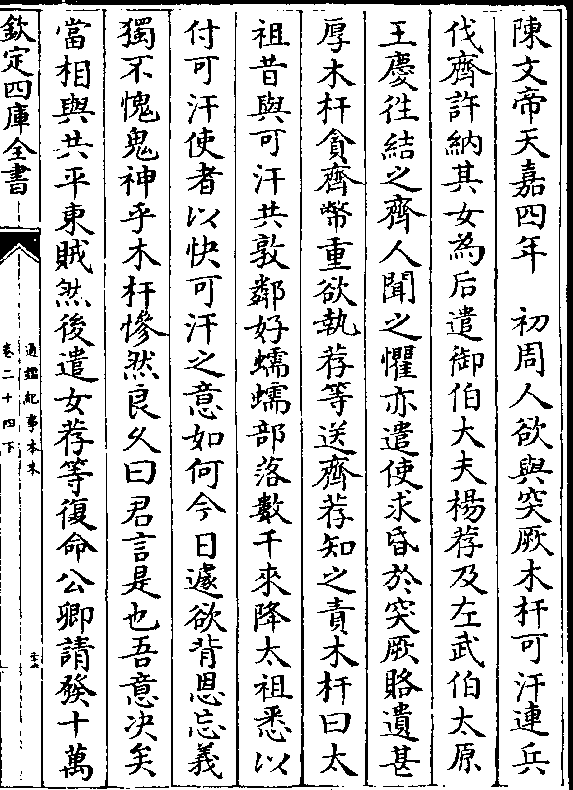 陳文帝天嘉四年　初周人欲與突厥木杆可汗連兵
伐齊許納其女為后遣御伯大夫楊荐及左武伯太原
王慶徃結之齊人聞之懼亦遣使求昏於突厥賂遺甚
厚木杆貪齊幣重欲執荐等送齊荐知之責木杆曰太
祖昔與可汗共敦鄰好蠕蠕部落數千來降太祖悉以
付可汗使者以快可汗之意如何今日遽欲背恩忘義
獨不愧鬼神乎木杆慘然良久曰君言是也吾意决矣
當相與共平東賊然後遣女荐等復命公卿請發十萬
欽定四庫全書
通鑑紀事本末
卷二十四下